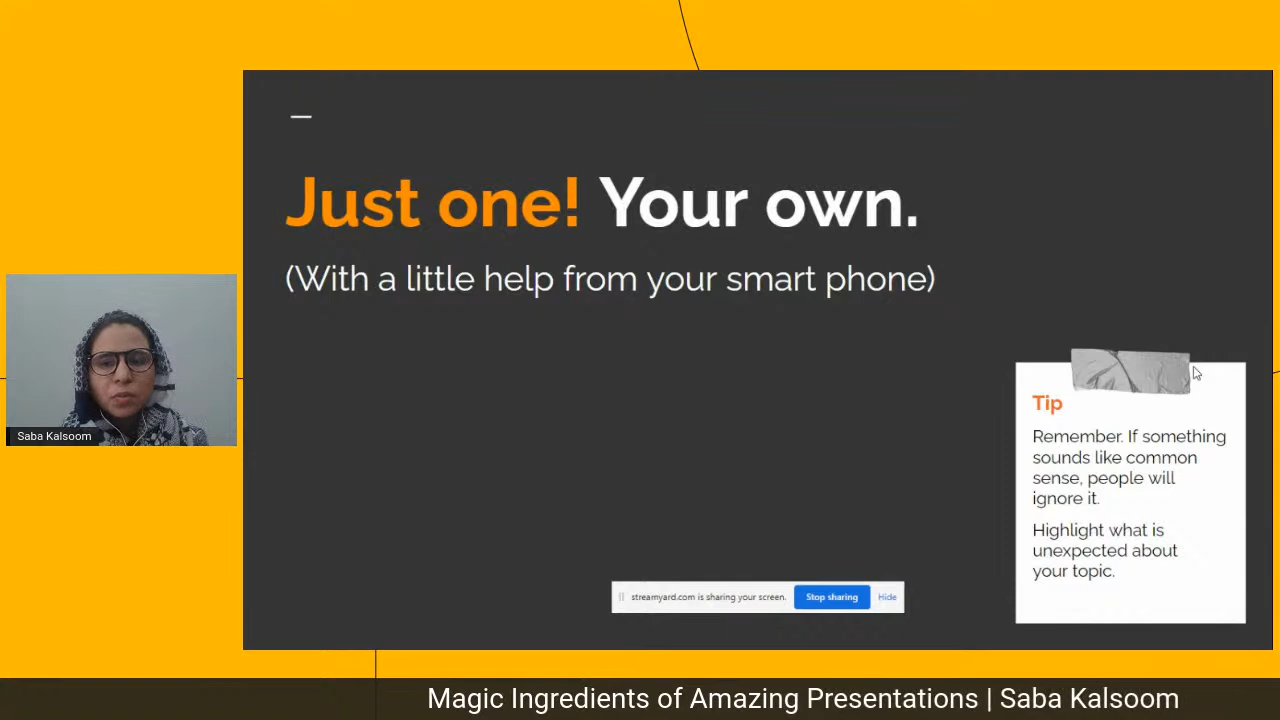 Just one! Your own.
(With a little help from your smart phone)
Tip
Remember. If something
sounds like common
sense, people will
ignore it.
Highlight what is
unexpected about
your topic.
Saba Kalsoom
streamyard.com is sharing your screen.
Stop sharing
Hide
Magic Ingredients of Amazing Presentations | Saba Kalsoom